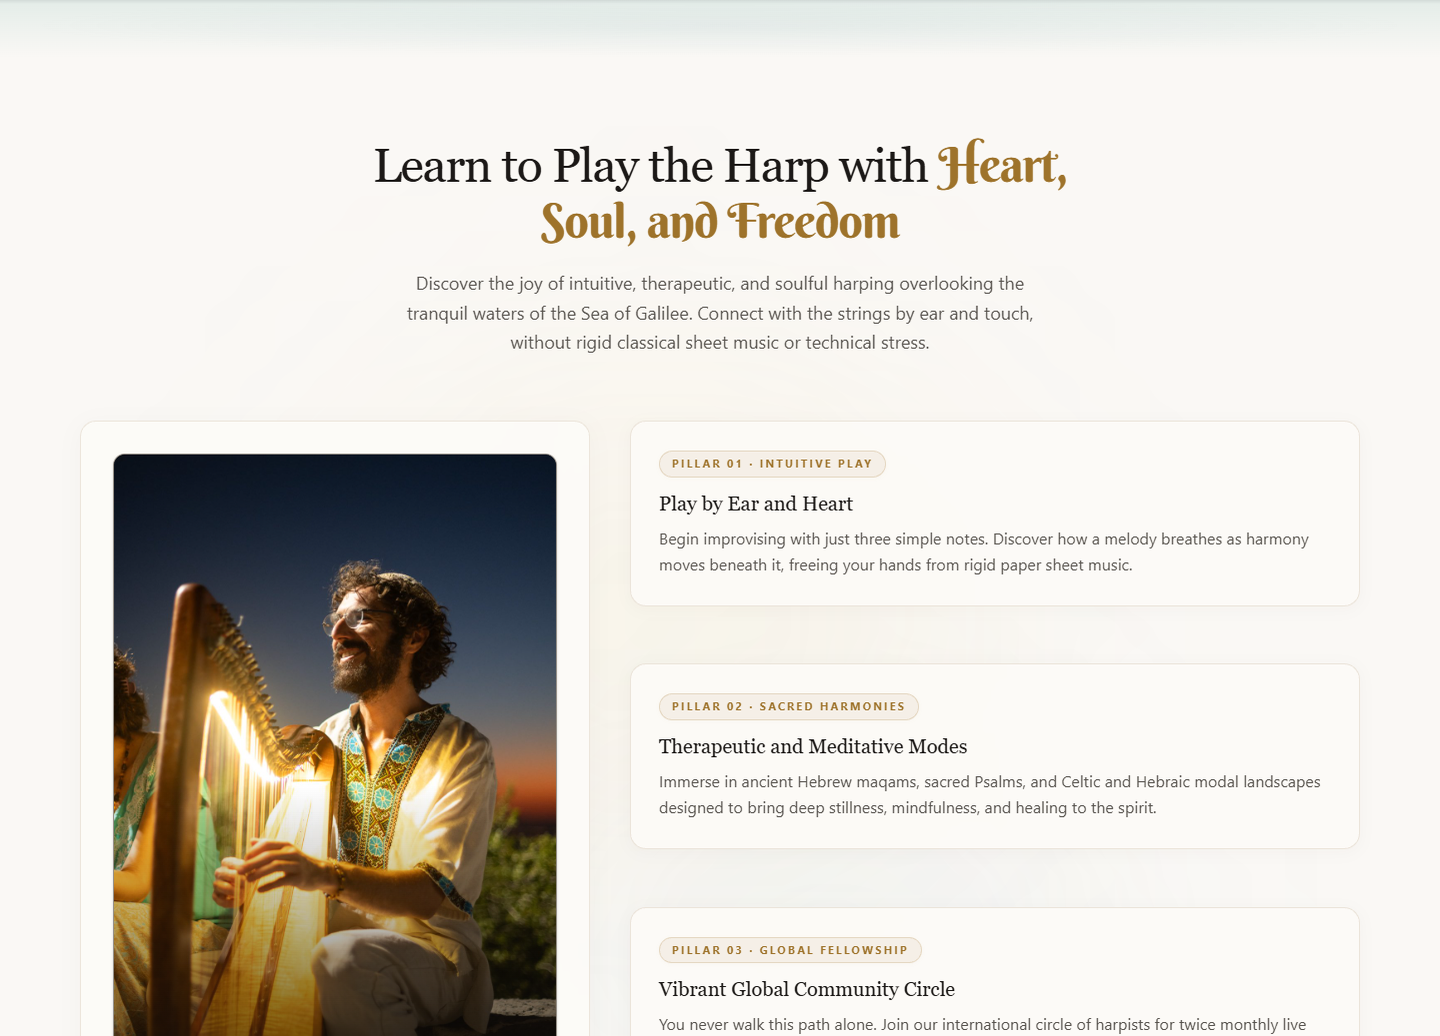 Learn to Play the Harp with Heart,
Soul, and Freedom
Discover the joy of intuitive, therapeutic, and soulful harping overlooking the
tranquil waters of the Sea of Galilee. Connect with the strings by ear and touch,
without rigid classical sheet music or technical stress.
PILLAR 01 · INTUITIVE PLAY
Play by Ear and Heart
Begin improvising with just three simple notes. Discover how a melody breathes as harmony
moves beneath it, freeing your hands from rigid paper sheet music.
PILLAR 02 · SACRED HARMONIES
Therapeutic and Meditative Modes
Immerse in ancient Hebrew maqams, sacred Psalms, and Celtic and Hebraic modal landscapes
designed to bring deep stillness, mindfulness, and healing to the spirit.
PILLAR 03 · GLOBAL FELLOWSHIP
Vibrant Global Community Circle
You never walk this path alone. Join our international circle of harpists for twice monthly live